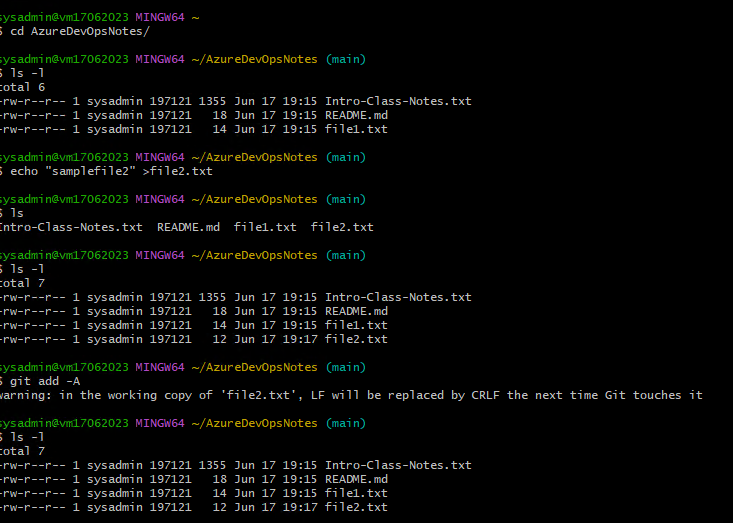 sysadmin@vm17062023 MINGW64 ~
$ cd AzureDevOpsNotes/
sysadmin@vm17062023 MINGW64 ~/AzureDevOpsNotes (main)
$ ls -l
total 6
-rw-r--r-- 1 sysadmin 197121 1355 Jun 17 19:15 Intro-Class-Notes.txt
-rw-r--r-- 1 sysadmin 197121   18 Jun 17 19:15 README.md
-rw-r--r-- 1 sysadmin 197121   14 Jun 17 19:15 file1.txt
sysadmin@vm17062023 MINGW64 ~/AzureDevOpsNotes (main)
$ echo "samplefile2" >file2.txt
sysadmin@vm17062023 MINGW64 ~/AzureDevOpsNotes (main)
$ ls
Intro-Class-Notes.txt  README.md  file1.txt  file2.txt
sysadmin@vm17062023 MINGW64 ~/AzureDevOpsNotes (main)
$ ls -l
total 7
-rw-r--r-- 1 sysadmin 197121 1355 Jun 17 19:15 Intro-Class-Notes.txt
-rw-r--r-- 1 sysadmin 197121   18 Jun 17 19:15 README.md
-rw-r--r-- 1 sysadmin 197121   14 Jun 17 19:15 file1.txt
-rw-r--r-- 1 sysadmin 197121   12 Jun 17 19:17 file2.txt
sysadmin@vm17062023 MINGW64 ~/AzureDevOpsNotes (main)
$ git add -A
warning: in the working copy of 'file2.txt', LF will be replaced by CRLF the next time Git touches it
sysadmin@vm17062023 MINGW64 ~/AzureDevOpsNotes (main)
$ ls -l
total 7
-rw-r--r-- 1 sysadmin 197121 1355 Jun 17 19:15 Intro-Class-Notes.txt
-rw-r--r-- 1 sysadmin 197121   18 Jun 17 19:15 README.md
-rw-r--r-- 1 sysadmin 197121   14 Jun 17 19:15 file1.txt
-rw-r--r-- 1 sysadmin 197121   12 Jun 17 19:17 file2.txt